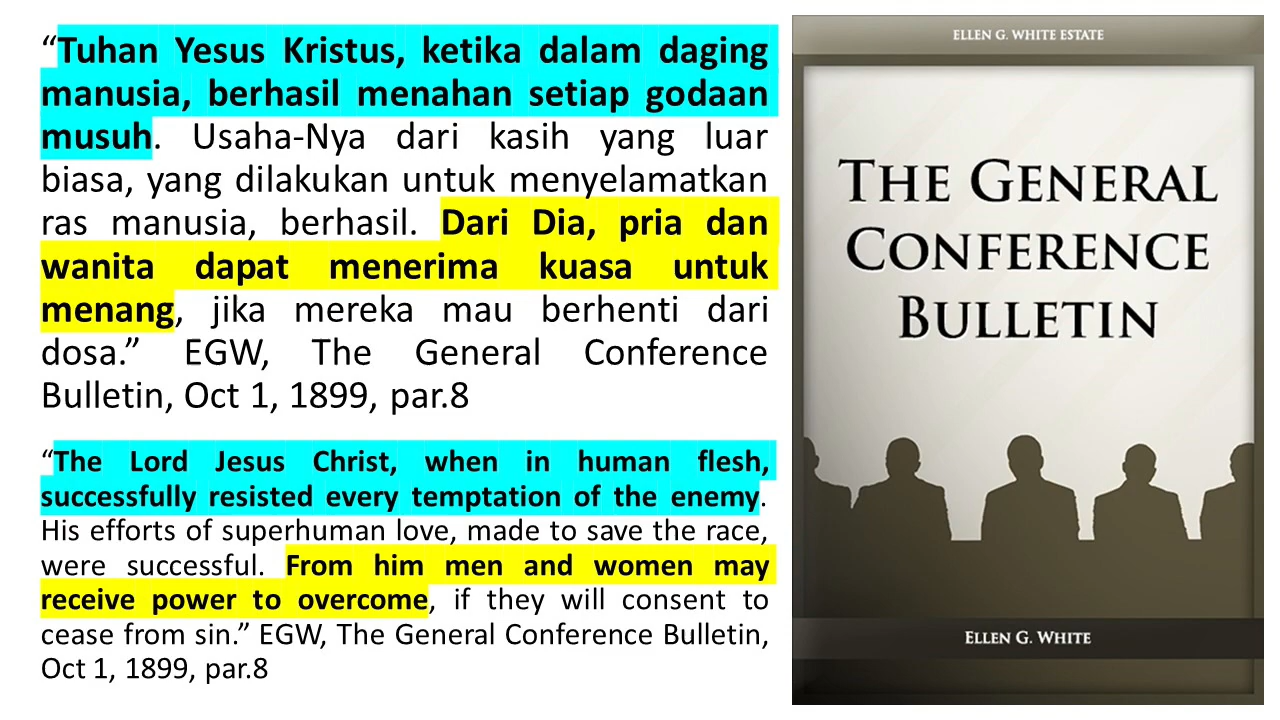 “Tuhan Yesus Kristus, ketika dalam daging
manusia, berhasil menahan setiap godaan
musuh. Usaha-Nya dari kasih yang luar
biasa, yang dilakukan untuk menyelamatkan
ras manusia, berhasil. Dari Dia, pria dan
wanita dapat menerima kuasa untuk
menang, jika mereka mau berhenti dari
dosa.” EGW, The General Conference
Bulletin, Oct 1, 1899, par.8
“The Lord Jesus Christ, when in human flesh,
successfully resisted every temptation of the enemy.
His efforts of superhuman love, made to save the race,
were successful. From him men and women may
receive power to overcome, if they will consent to
cease from sin.” EGW, The General Conference Bulletin,
Oct 1, 1899, par.8
ELLEN G. WHITE ESTATE
THE GENERAL
CONFERENCE
BULLETIN
ELLEN G. WHITE